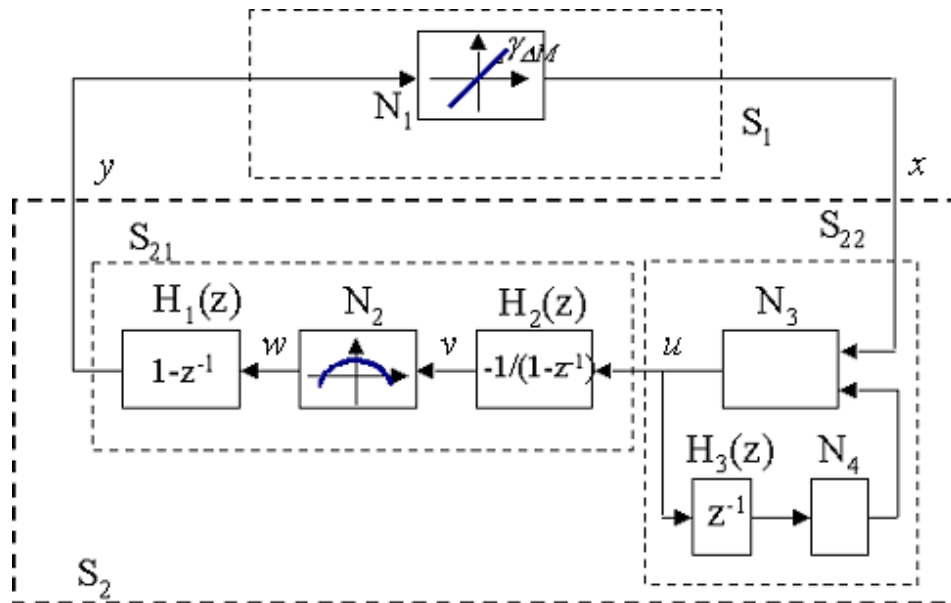 γΔM
N1
S1
y
x
S21
S22
H1(z)
N2
H2(z)
N3
1-z-1
w
v
-1/(1-z-1)
u
H3(z)
N4
z-1
S2